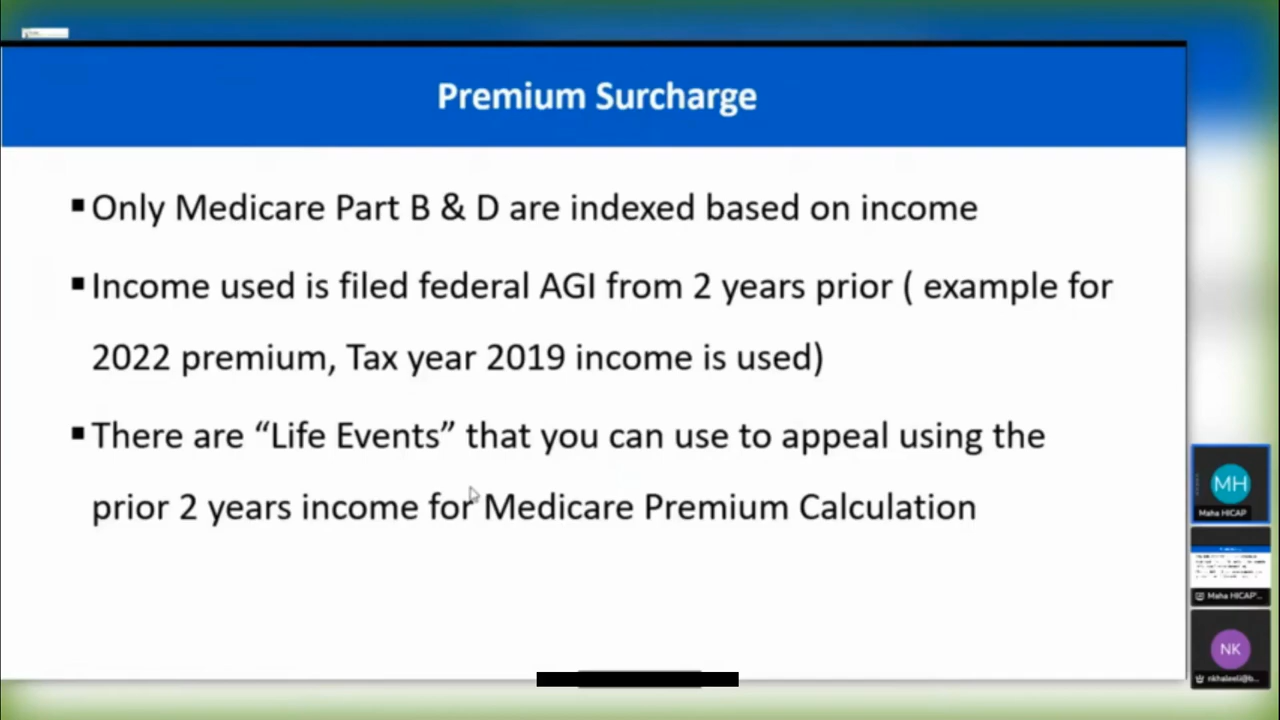 Premium Surcharge
▪Only Medicare Part B & D are indexed based on income
▪Income used is filed federal AGI from 2 years prior ( example for
2022 premium, Tax year 2019 income is used)
▪There are “Life Events” that you can use to appeal using the
prior 2 years income for Medicare Premium Calculation
MH
Maha HICAP
Maha HICAP'...
NK
nkhaleeli@b...